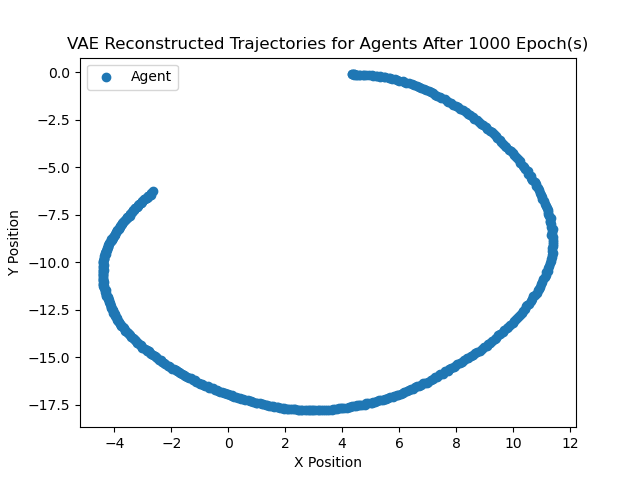 VAE Reconstructed Trajectories for Agents After 1000 Epoch(s)
Agent
0.0
−2.5
−5.0
−7.5
−10.0
−12.5
−15.0
−17.5
Y Position
−4 −2 0 2 4 6 8 10 12
X Position